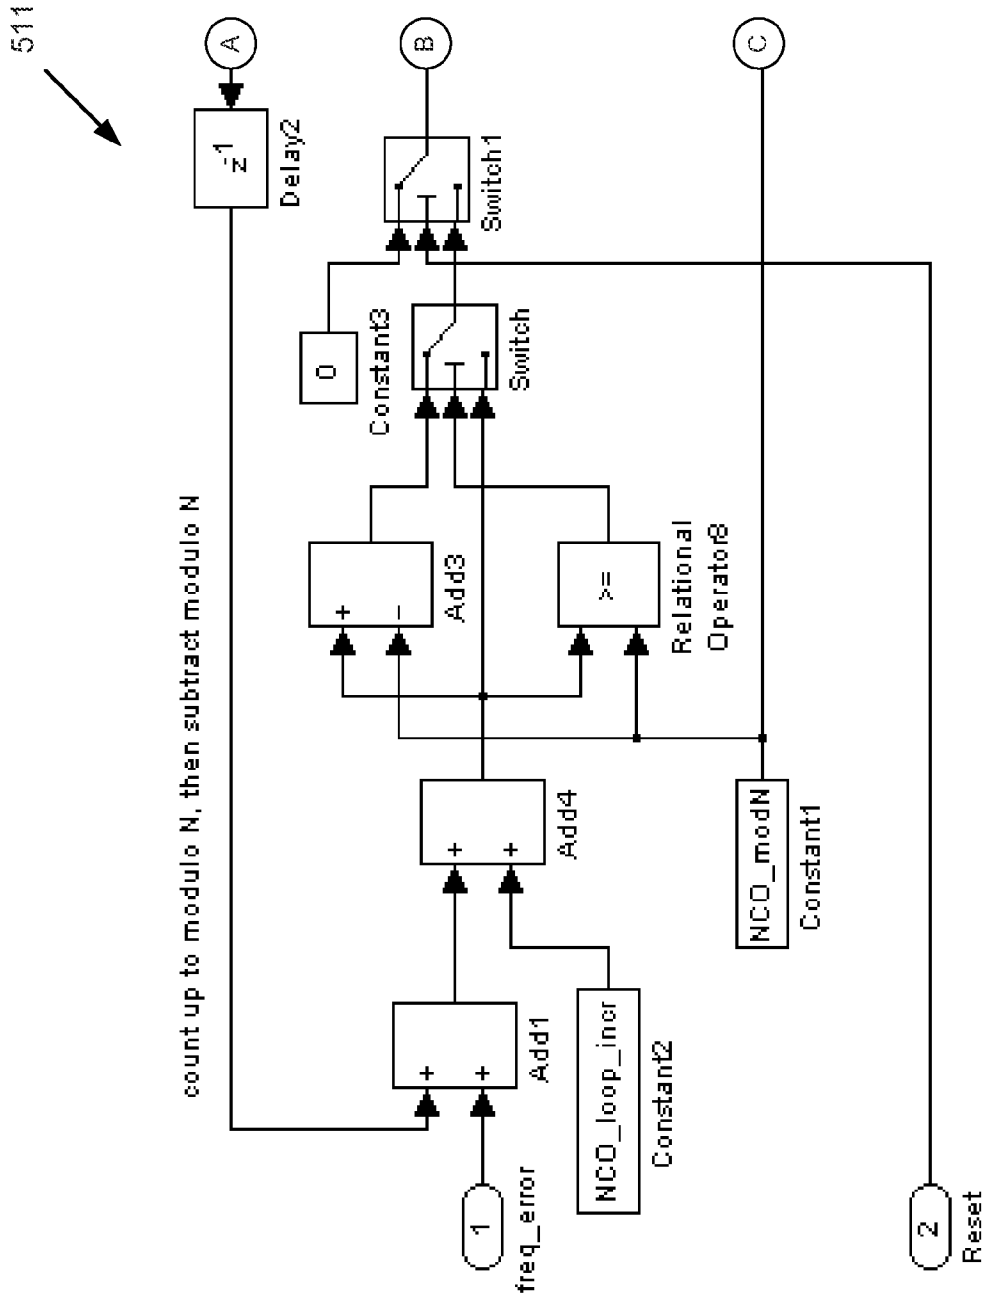 511
count up to modulo N, then subtract modulo N
A
z-1
Delay2
0
Constant3
B
Switch1
Switch
+
-
Add3
+
+
Add4
+
+
Add1
1
freq_error
>=
Relational
Operator8
NCO_loop_incr
Constant2
C
NCO_modN
Constant1
2
Reset